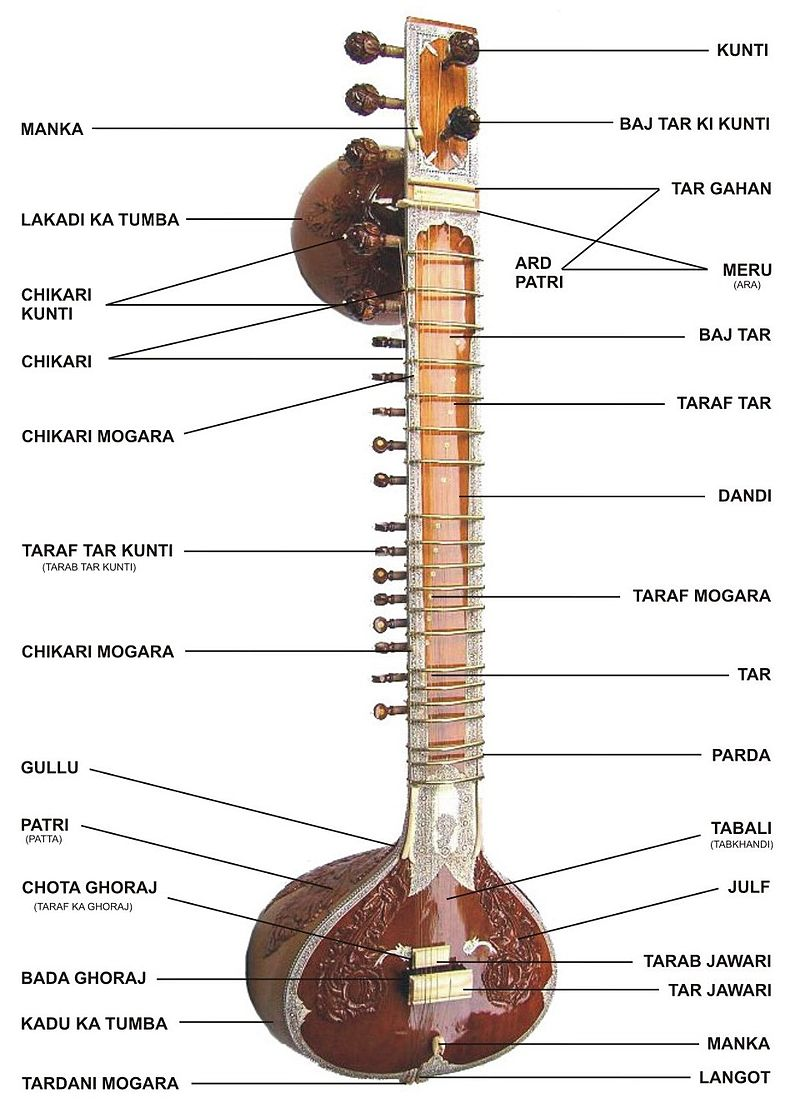 KUNTI
BAJ TAR KI KUNTI
MANKA
TAR GAHAN
LAKADI KA TUMBA
ARD
PATRI
MERU
(ARA)
CHIKARI
KUNTI
BAJ TAR
CHIKARI
TARAF TAR
CHIKARI MOGARA
DANDI
TARAF TAR KUNTI
(TARAB TAR KUNTI)
TARAF MOGARA
CHIKARI MOGARA
TAR
PARDA
GULLU
PATRI
(PATTA)
TABALI
(TABKHANDI)
CHOTA GHORAJ
(TARAF KA GHORAJ)
JULF
TARAB JAWARI
BADA GHORAJ
TAR JAWARI
KADU KA TUMBA
MANKA
LANGOT
TARDANI MOGARA